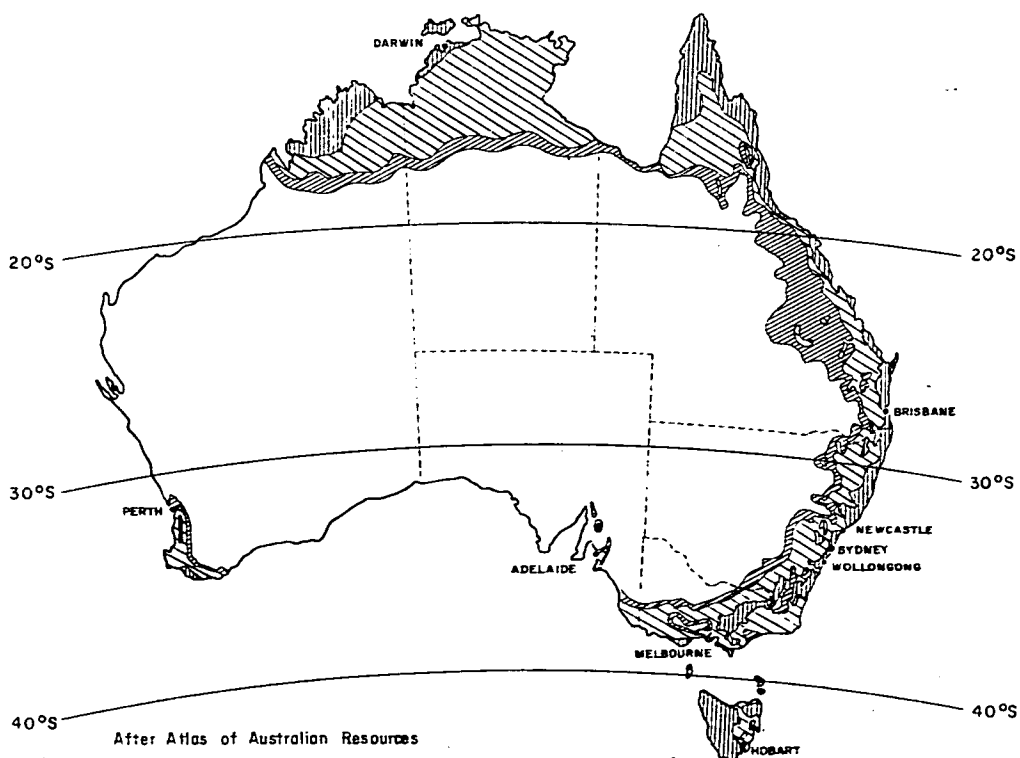 DARWIN
20°S
20°S
BRISBANE
30°S
30°S
PERTH
NEWCASTLE
SYDNEY
WOLLONGONG
ADELAIDE
MELBOURNE
40°S
40°S
After Atlas of Australian Resources
HOBART